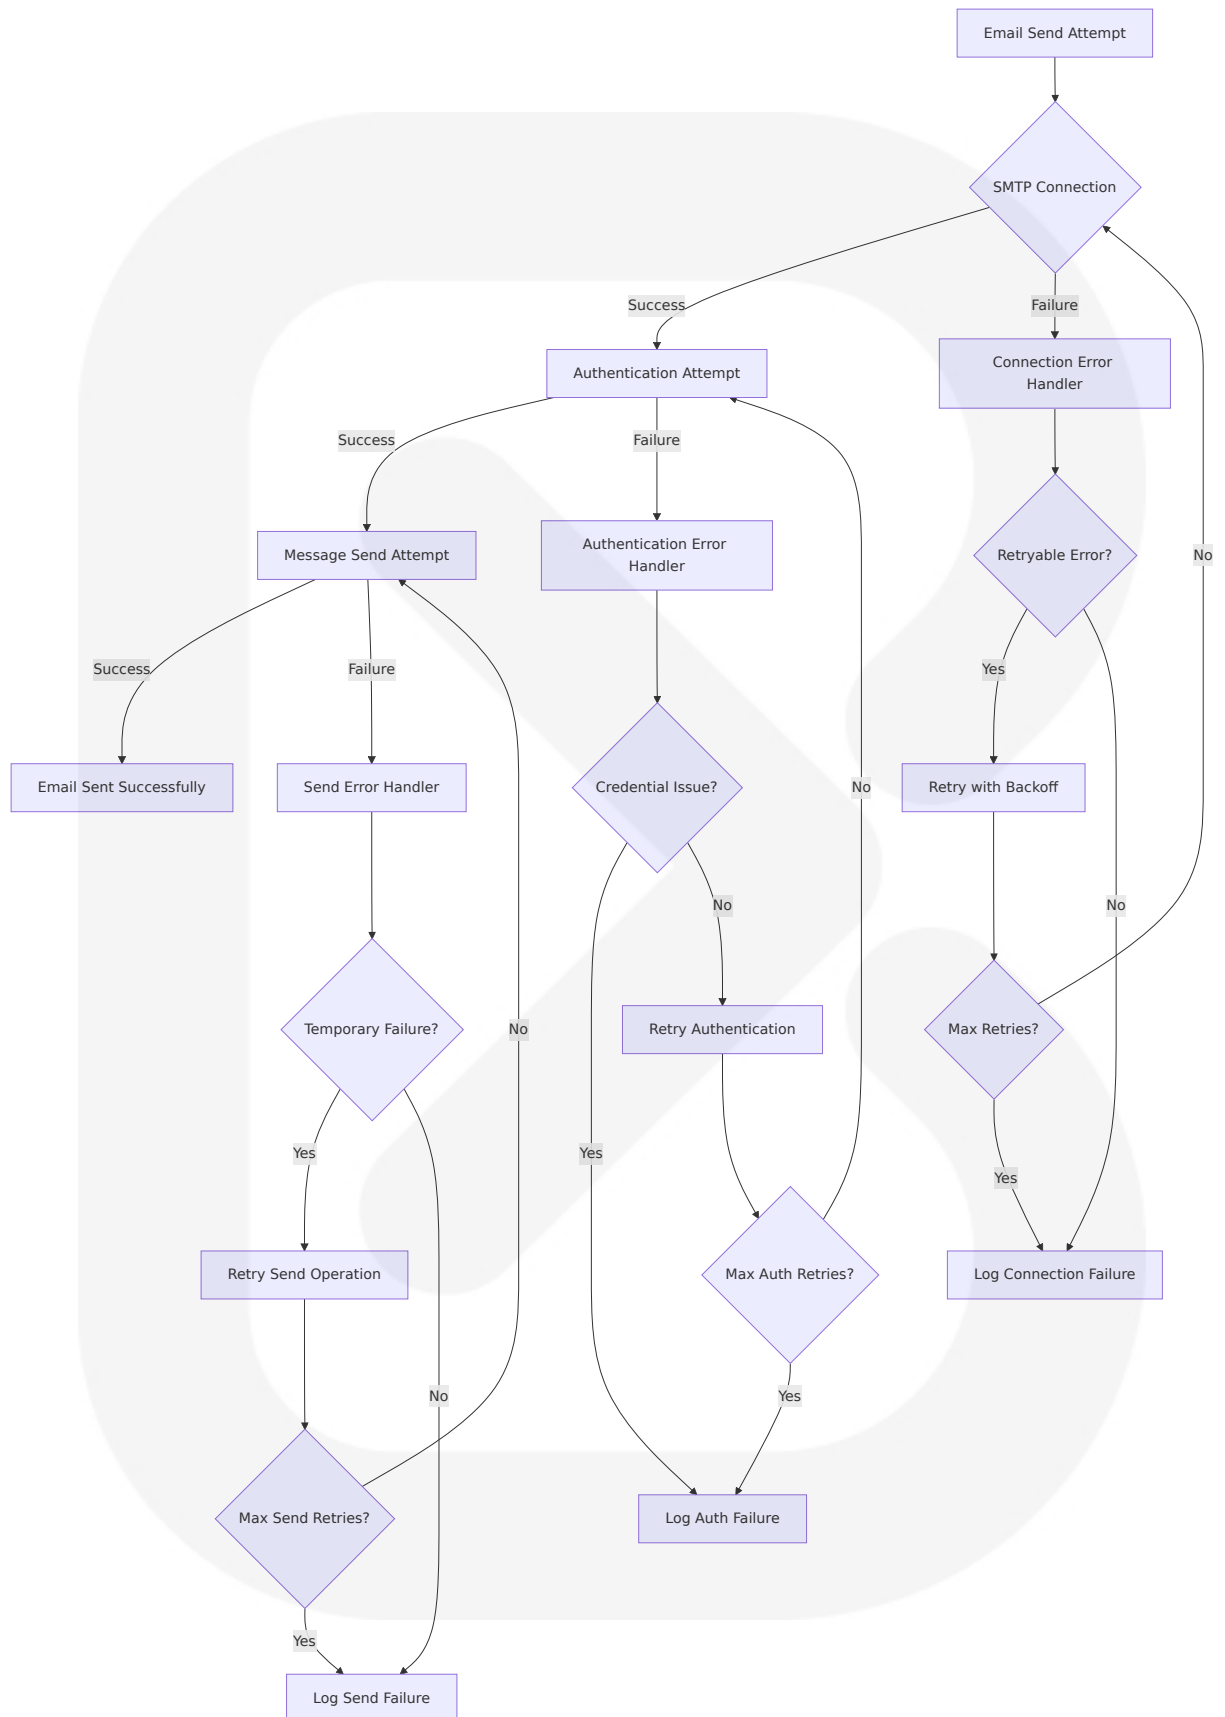 Email Send Attempt
SMTP Connection
Success
Failure
Authentication Attempt
Connection Error
Handler
Success
Failure
Message Send Attempt
Authentication Error
Handler
Retryable Error?
No
Success
Failure
Yes
Email Sent Successfully
Send Error Handler
Credential Issue?
No
Retry with Backoff
No
No
Temporary Failure?
No
Retry Authentication
Max Retries?
Yes
Yes
Yes
Retry Send Operation
Max Auth Retries?
Log Connection Failure
No
Yes
Max Send Retries?
Log Auth Failure
Yes
Log Send Failure